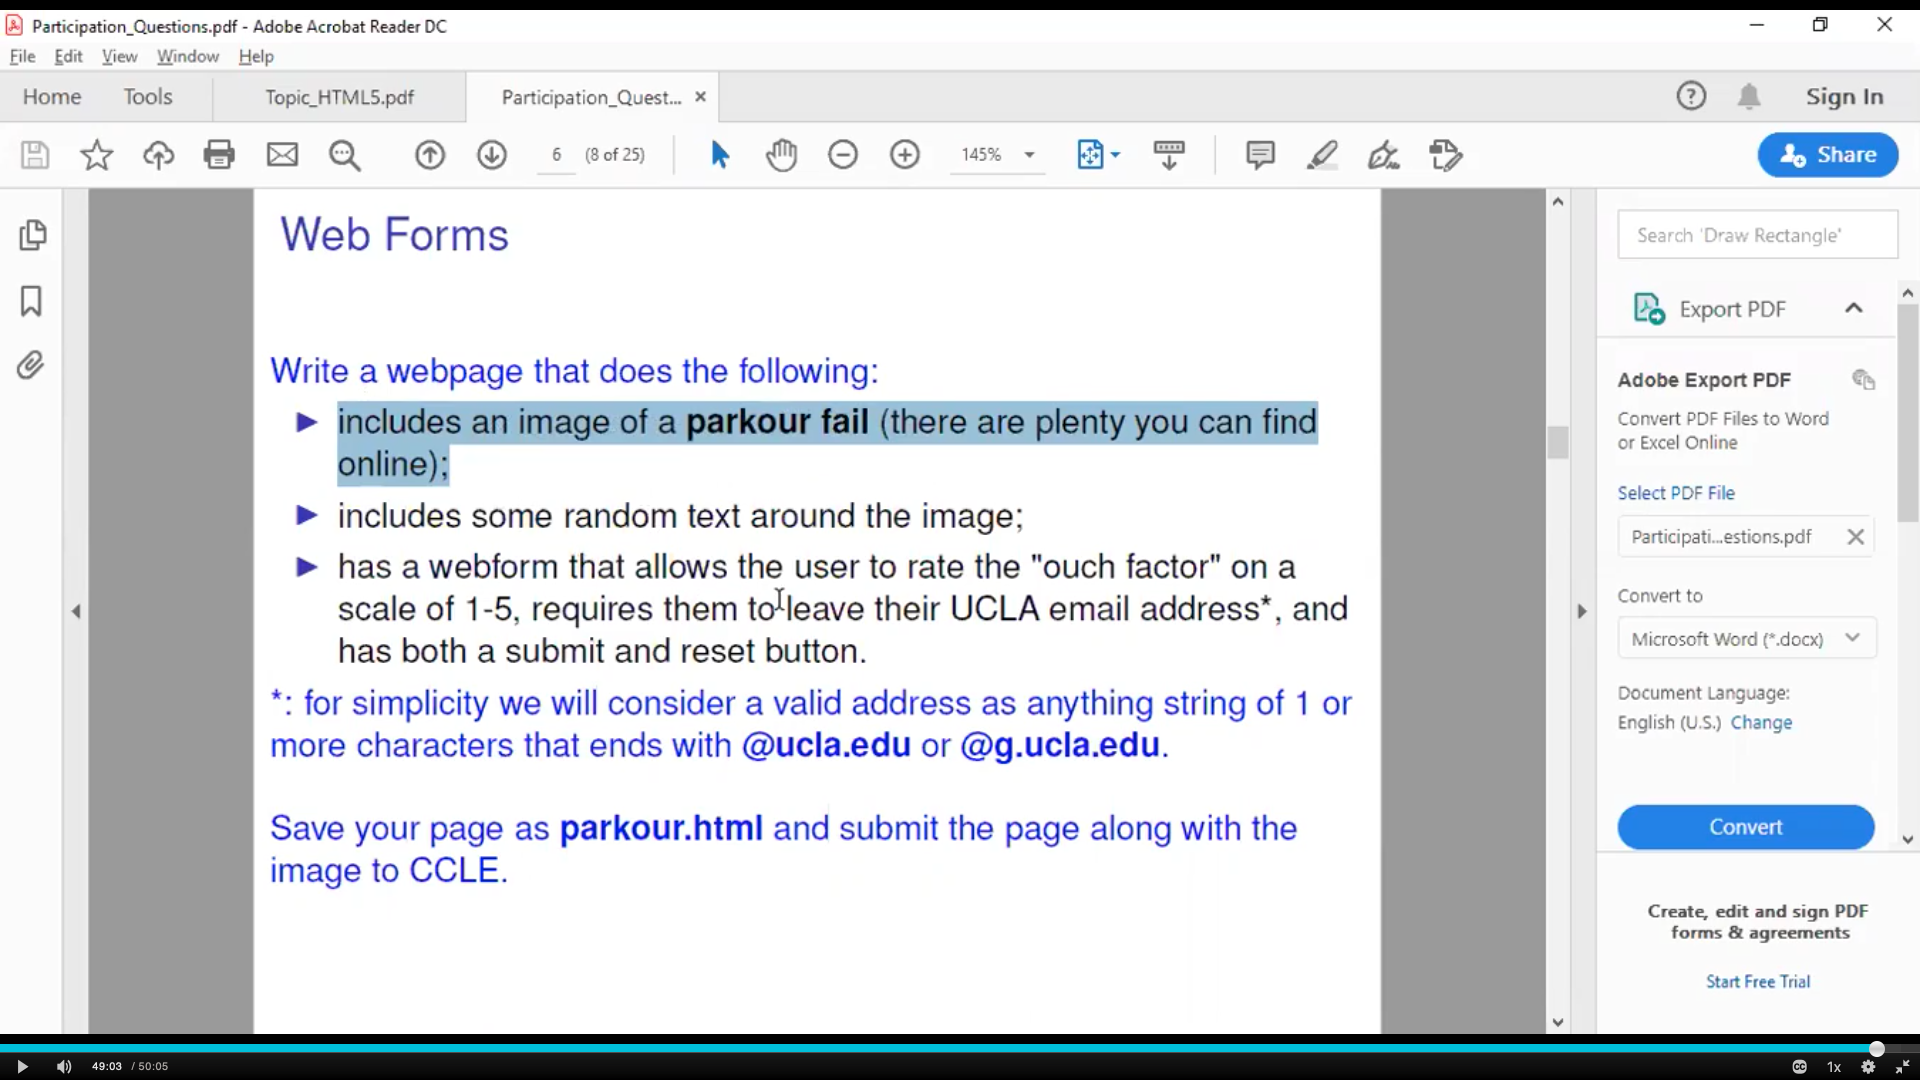 Participation_Questions.pdf - Adobe Acrobat Reader DC
File Edit View Window Help
Home Tools Topic_HTML5.pdf Participation_Quest... × Sign In
6 (8 of 25) 145% Share
Web Forms
Write a webpage that does the following:
includes an image of a parkour fail (there are plenty you can find
online);
includes some random text around the image;
has a webform that allows the user to rate the "ouch factor" on a
scale of 1-5, requires them to leave their UCLA email address*, and
has both a submit and reset button.
*: for simplicity we will consider a valid address as anything string of 1 or
more characters that ends with @ucla.edu or @g.ucla.edu.
Save your page as parkour.html and submit the page along with the
image to CCLE.
Search 'Draw Rectangle'
Export PDF
Adobe Export PDF
Convert PDF Files to Word
or Excel Online
Select PDF File
Participati...estions.pdf
Convert to
Microsoft Word (*.docx)
Document Language:
English (U.S.) Change
Convert
Create, edit and sign PDF
forms & agreements
Start Free Trial
49:03 / 50:05 CC 1x